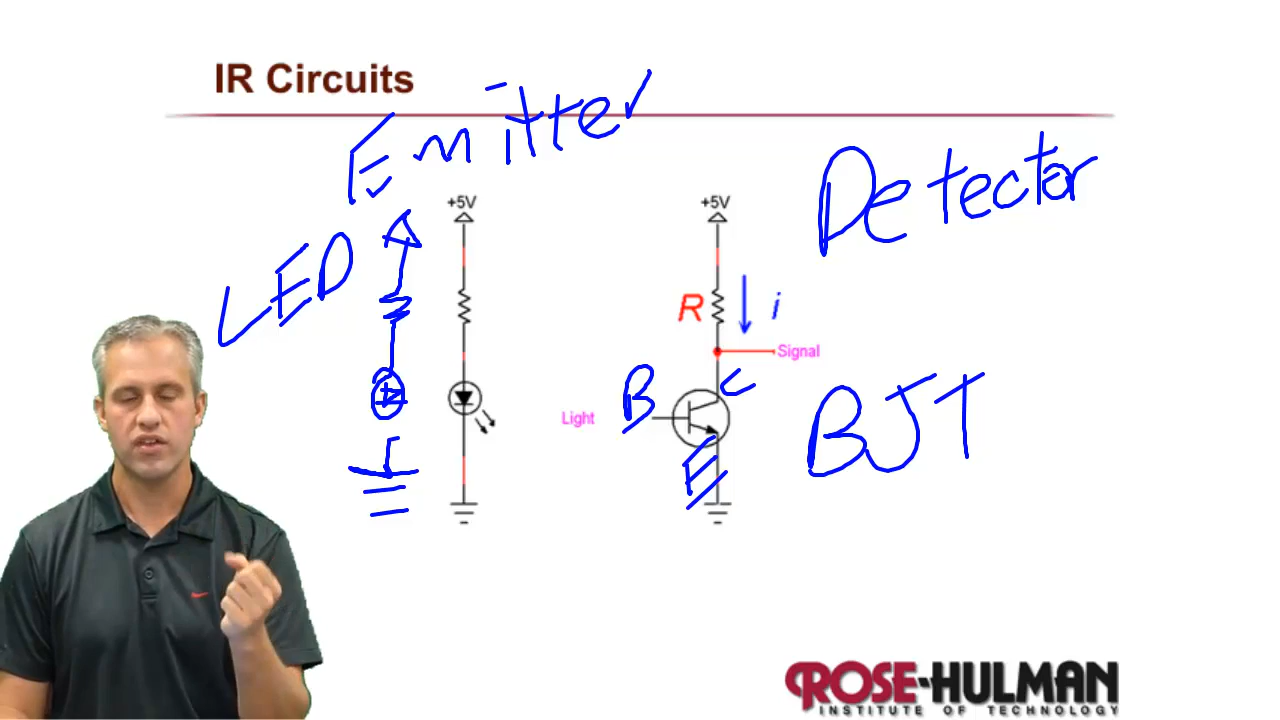 IR Circuits
Emitter
Detector
LED
+5V
+5V
R
i
Signal
Light
B
C
E
BJT
ROSE-HULMAN
INSTITUTE OF TECHNOLOGY